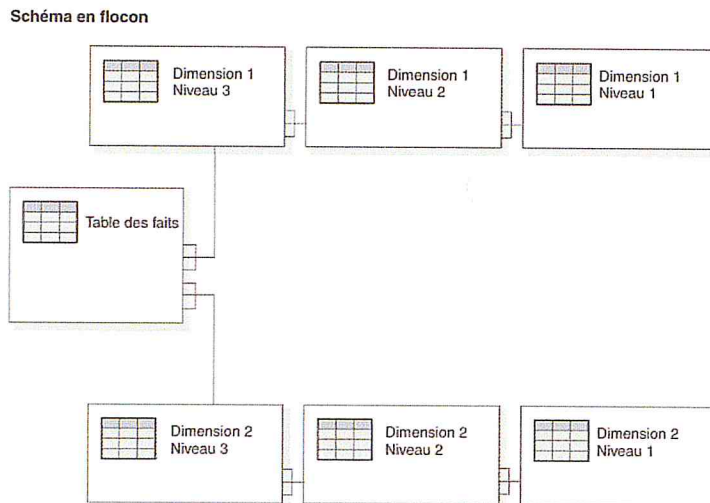 Schéma en flocon
Dimension 1
Niveau 3
Dimension 1
Niveau 2
Dimension 1
Niveau 1
Table des faits
Dimension 2
Niveau 3
Dimension 2
Niveau 2
Dimension 2
Niveau 1